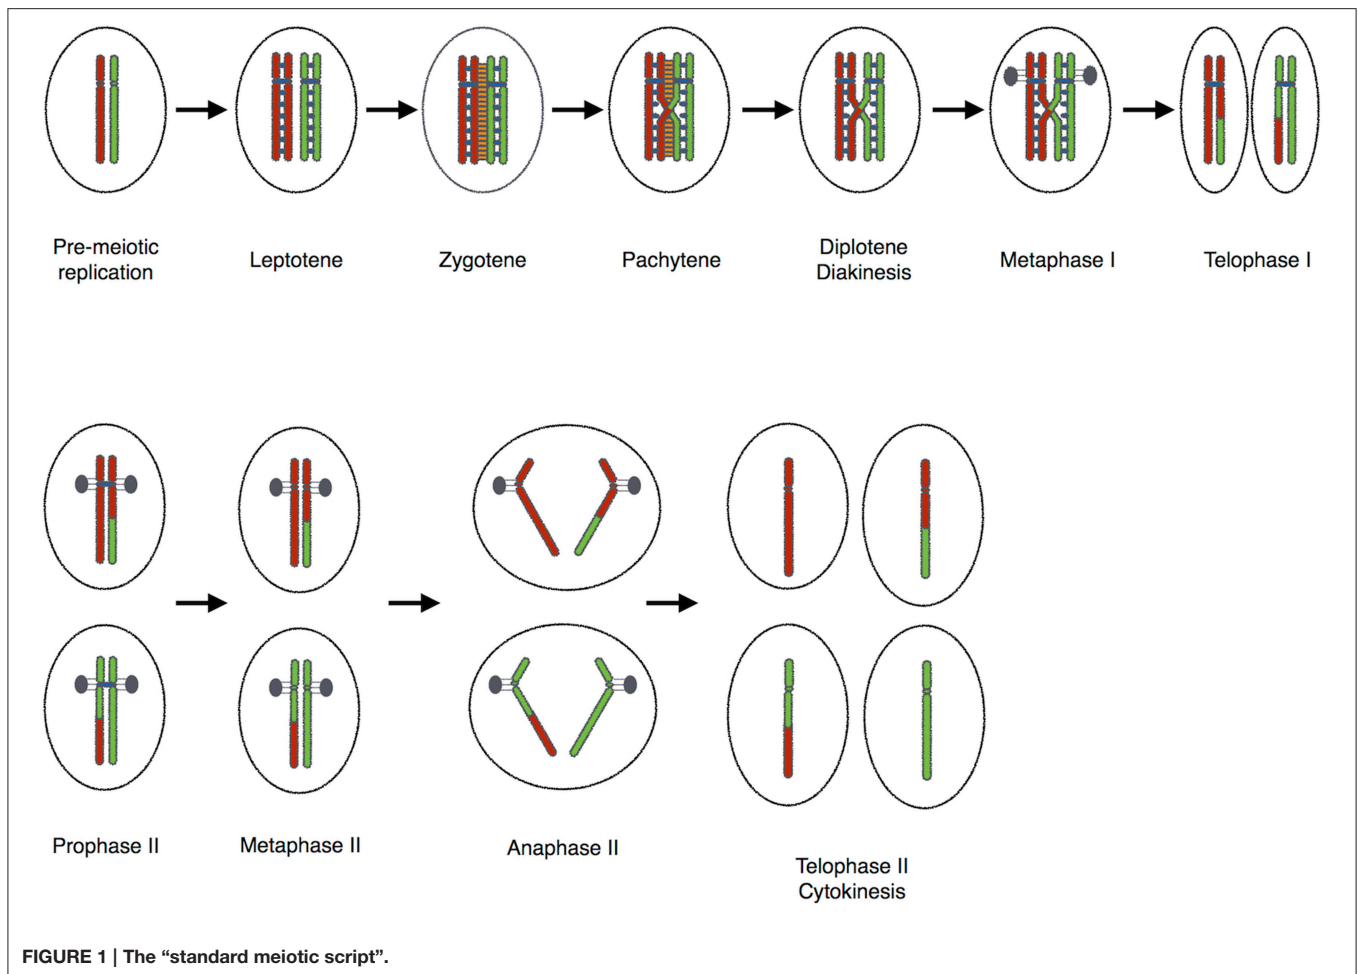 Pre-meiotic
replication
Leptotene
Zygotene
Pachytene
Diplotene
Diakinesis
Metaphase I
Telophase I
Prophase II
Metaphase II
Anaphase II
Telophase II
Cytokinesis
FIGURE 1 | The “standard meiotic script”.